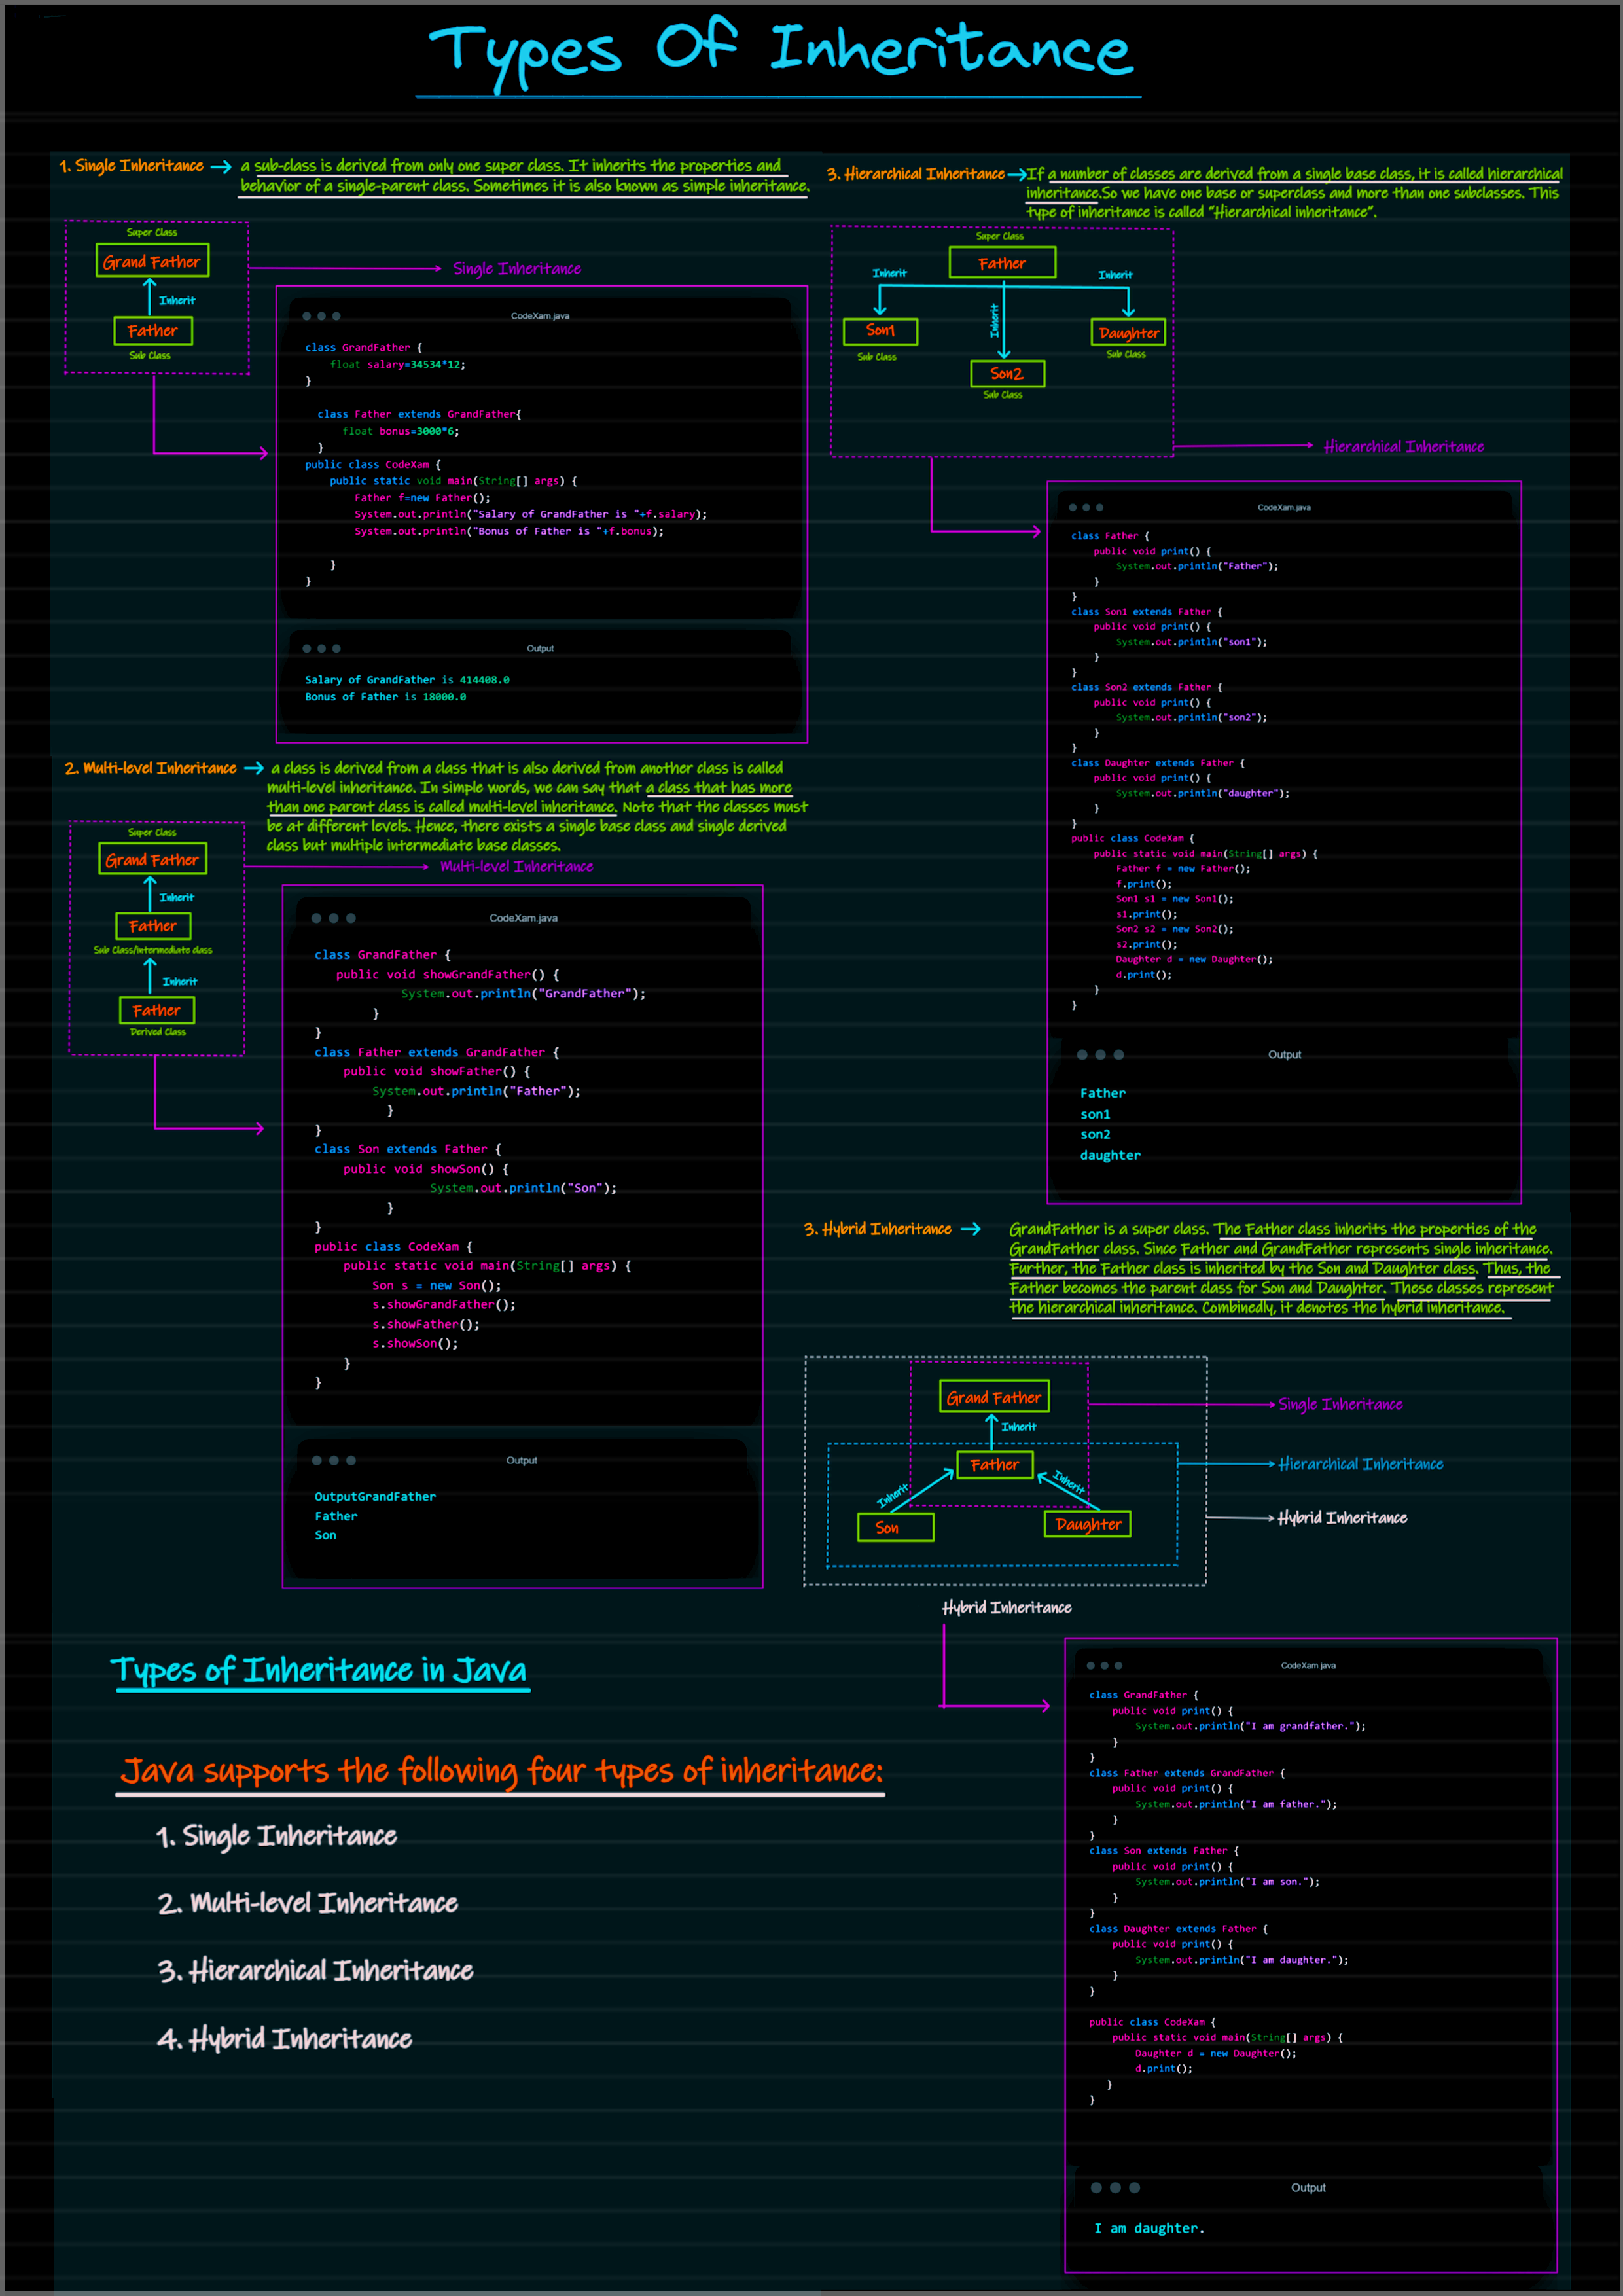 Types Of Inheritance
1. Single Inheritance → a sub-class is derived from only one super class. It inherits the properties and
behavior of a single-parent class. Sometimes it is also known as simple inheritance.
Super Class
Grand Father
Inherit
Father
Sub Class
Single Inheritance
CodeXam.java
class GrandFather {
float salary=34534*12;
}
class Father extends GrandFather{
float bonus=3000*6;
}
public class CodeXam {
public static void main(String[] args) {
Father f=new Father();
System.out.println("Salary of GrandFather is "+f.salary);
System.out.println("Bonus of Father is "+f.bonus);
}
}
Output
Salary of GrandFather is 414408.0
Bonus of Father is 18000.0
2. Multi-level Inheritance → a class is derived from a class that is also derived from another class is called
multi-level inheritance. In simple words, we can say that a class that has more
than one parent class is called multi-level inheritance. Note that the classes must
be at different levels. Hence, there exists a single base class and single derived
class but multiple intermediate base classes.
Super Class
Grand Father
Inherit
Father
Sub Class/intermediate class
Inherit
Father
Derived Class
Multi-level Inheritance
CodeXam.java
class GrandFather {
public void showGrandFather() {
System.out.println("GrandFather");
}
}
class Father extends GrandFather {
public void showFather() {
System.out.println("Father");
}
}
class Son extends Father {
public void showSon() {
System.out.println("Son");
}
}
public class CodeXam {
public static void main(String[] args) {
Son s = new Son();
s.showGrandFather();
s.showFather();
s.showSon();
}
}
Output
OutputGrandFather
Father
Son
3. Hierarchical Inheritance → If a number of classes are derived from a single base class, it is called hierarchical
inheritance.So we have one base or superclass and more than one subclasses. This
type of inheritance is called "Hierarchical inheritance".
Super Class
Father
Inherit
Inherit
Inherit
Son1
Sub Class
Daughter
Sub Class
Son2
Sub Class
Hierarchical Inheritance
CodeXam.java
class Father {
public void print() {
System.out.println("Father");
}
}
class Son1 extends Father {
public void print() {
System.out.println("son1");
}
}
class Son2 extends Father {
public void print() {
System.out.println("son2");
}
}
class Daughter extends Father {
public void print() {
System.out.println("daughter");
}
}
public class CodeXam {
public static void main(String[] args) {
Father f = new Father();
f.print();
Son1 s1 = new Son1();
s1.print();
Son2 s2 = new Son2();
s2.print();
Daughter d = new Daughter();
d.print();
}
}
Output
Father
son1
son2
daughter
3. Hybrid Inheritance → GrandFather is a super class. The Father class inherits the properties of the
GrandFather class. Since Father and GrandFather represents single inheritance.
Further, the Father class is inherited by the Son and Daughter class. Thus, the
Father becomes the parent class for Son and Daughter. These classes represent
the hierarchical inheritance. Combinedly, it denotes the hybrid inheritance.
Grand Father
Inherit
Father
Inherit
Inherit
Son
Daughter
Single Inheritance
Hierarchical Inheritance
Hybrid Inheritance
Hybrid Inheritance
CodeXam.java
class GrandFather {
public void print() {
System.out.println("I am grandfather.");
}
}
class Father extends GrandFather {
public void print() {
System.out.println("I am father.");
}
}
class Son extends Father {
public void print() {
System.out.println("I am son.");
}
}
class Daughter extends Father {
public void print() {
System.out.println("I am daughter.");
}
}
public class CodeXam {
public static void main(String[] args) {
Daughter d = new Daughter();
d.print();
}
}
Output
I am daughter.
Types of Inheritance in Java
Java supports the following four types of inheritance:
1. Single Inheritance
2. Multi-level Inheritance
3. Hierarchical Inheritance
4. Hybrid Inheritance